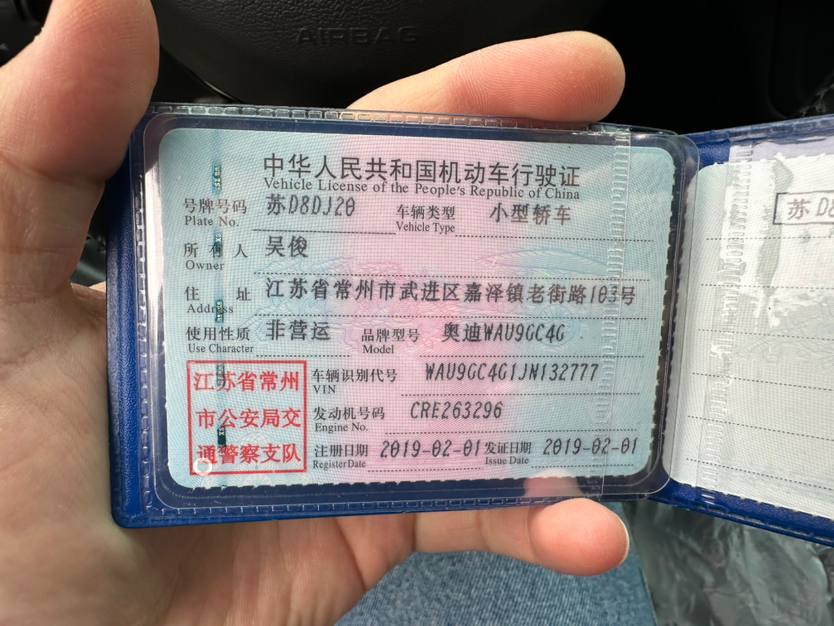 AIRBAG
中华人民共和国机动车行驶证
Vehicle License of the People's Republic of China
号牌号码 苏D8DJ20 车辆类型 小型轿车
Plate No. Vehicle Type
所有人 吴俊
Owner
住址 江苏省常州市武进区嘉泽镇老街路103号
Address
使用性质 非营运 品牌型号 奥迪WAU9GC4G
Use Character Model
江苏省常州
市公安局交
通警察支队
车辆识别代号 WAU9GC4G1JN132777
VIN
发动机号码 CRE263296
Engine No.
注册日期 2019-02-01 发证日期 2019-02-01
Register Date Issue Date
苏D8